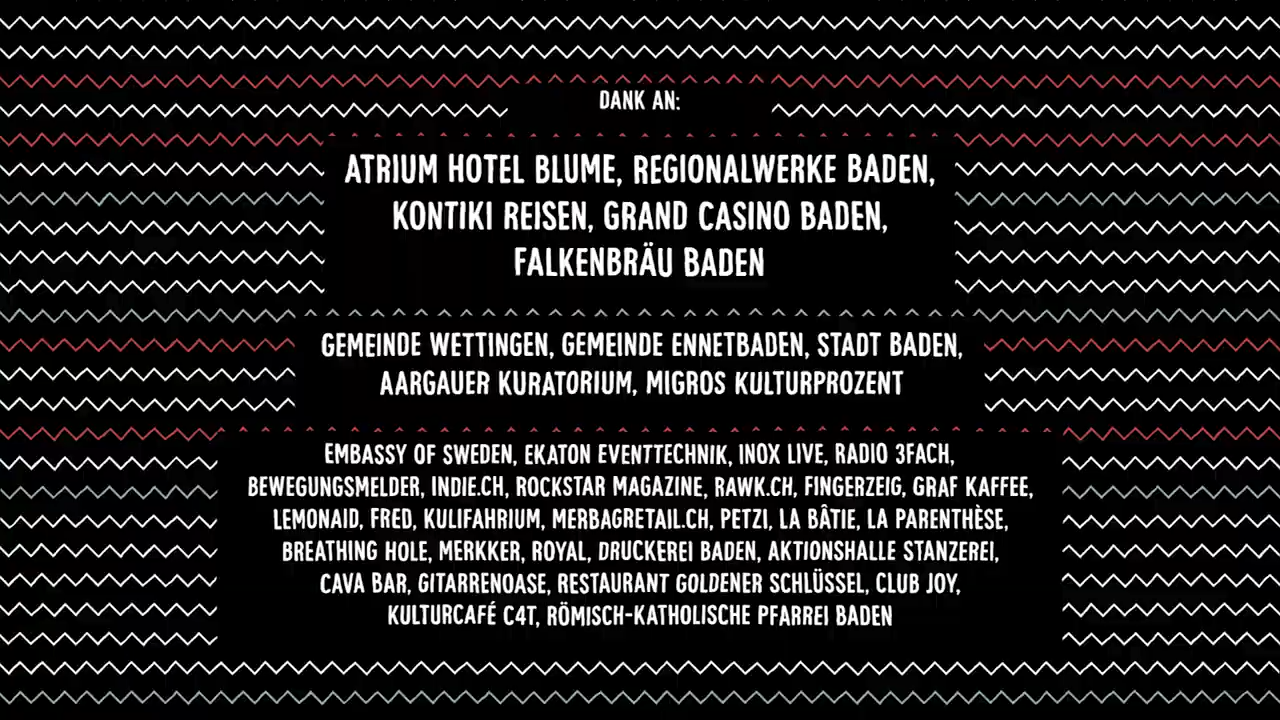 DANK AN:
ATRIUM HOTEL BLUME, REGIONALWERKE BADEN,
KONTIKI REISEN, GRAND CASINO BADEN,
FALKENBRÄU BADEN
GEMEINDE WETTINGEN, GEMEINDE ENNETBADEN, STADT BADEN,
AARGAUER KURATORIUM, MIGROS KULTURPROZENT
EMBASSY OF SWEDEN, EKATON EVENTTECHNIK, INOX LIVE, RADIO 3FACH,
BEWEGUNGSMELDER, INDIE.CH, ROCKSTAR MAGAZINE, RAWK.CH, FINGERZEIG, GRAF KAFFEE,
LEMONAID, FRED, KULIFAHRIUM, MERBAGRETAIL.CH, PETZI, LA BÂTIE, LA PARENTHÈSE,
BREATHING HOLE, MERKKER, ROYAL, DRUCKEREI BADEN, AKTIONSHALLE STANZEREI,
CAVA BAR, GITARRENOASE, RESTAURANT GOLDENER SCHLÜSSEL, CLUB JOY,
KULTURCAFÉ C4T, RÖMISCH-KATHOLISCHE PFARREI BADEN